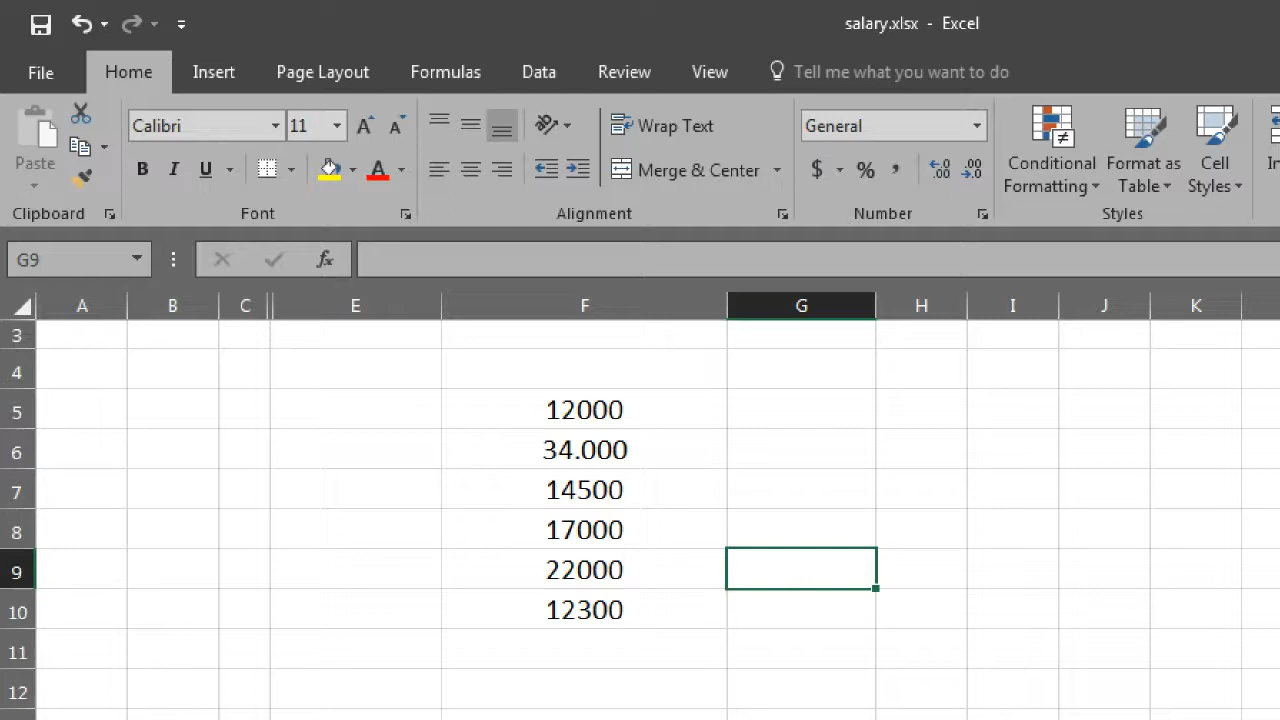 salary.xlsx - Excel
File Home Insert Page Layout Formulas Data Review View Tell me what you want to do
Calibri 11 Wrap Text General
Paste B I U A Merge & Center $ % , Conditional Formatting Format as Table Cell Styles
Clipboard Font Alignment Number Styles
G9 fx
A B C E F G H I J K
3
4
5 12000
6 34.000
7 14500
8 17000
9 22000
10 12300
11
12